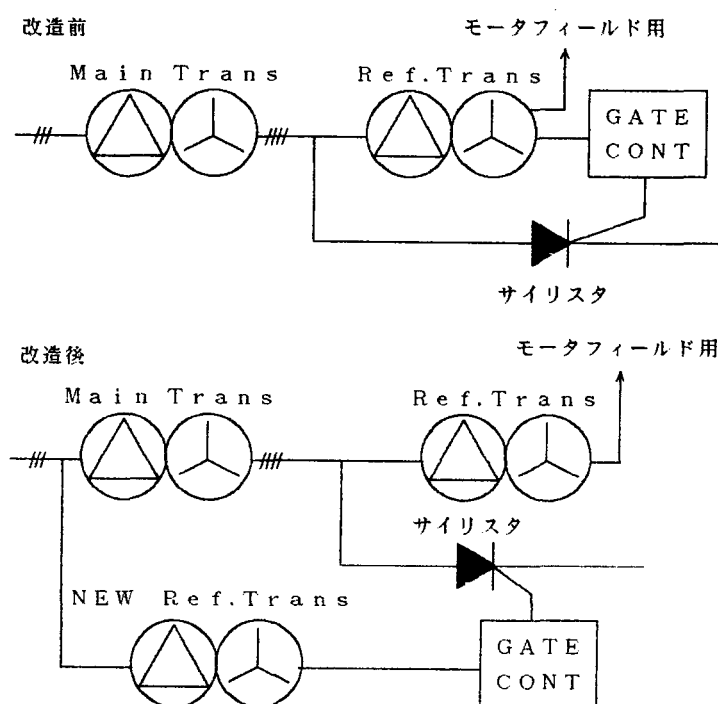 改造前
モータフィールド用
Main Trans
Ref.Trans
GATE
CONT
サイリスタ
改造後
モータフィールド用
Main Trans
Ref.Trans
サイリスタ
NEW Ref.Trans
GATE
CONT